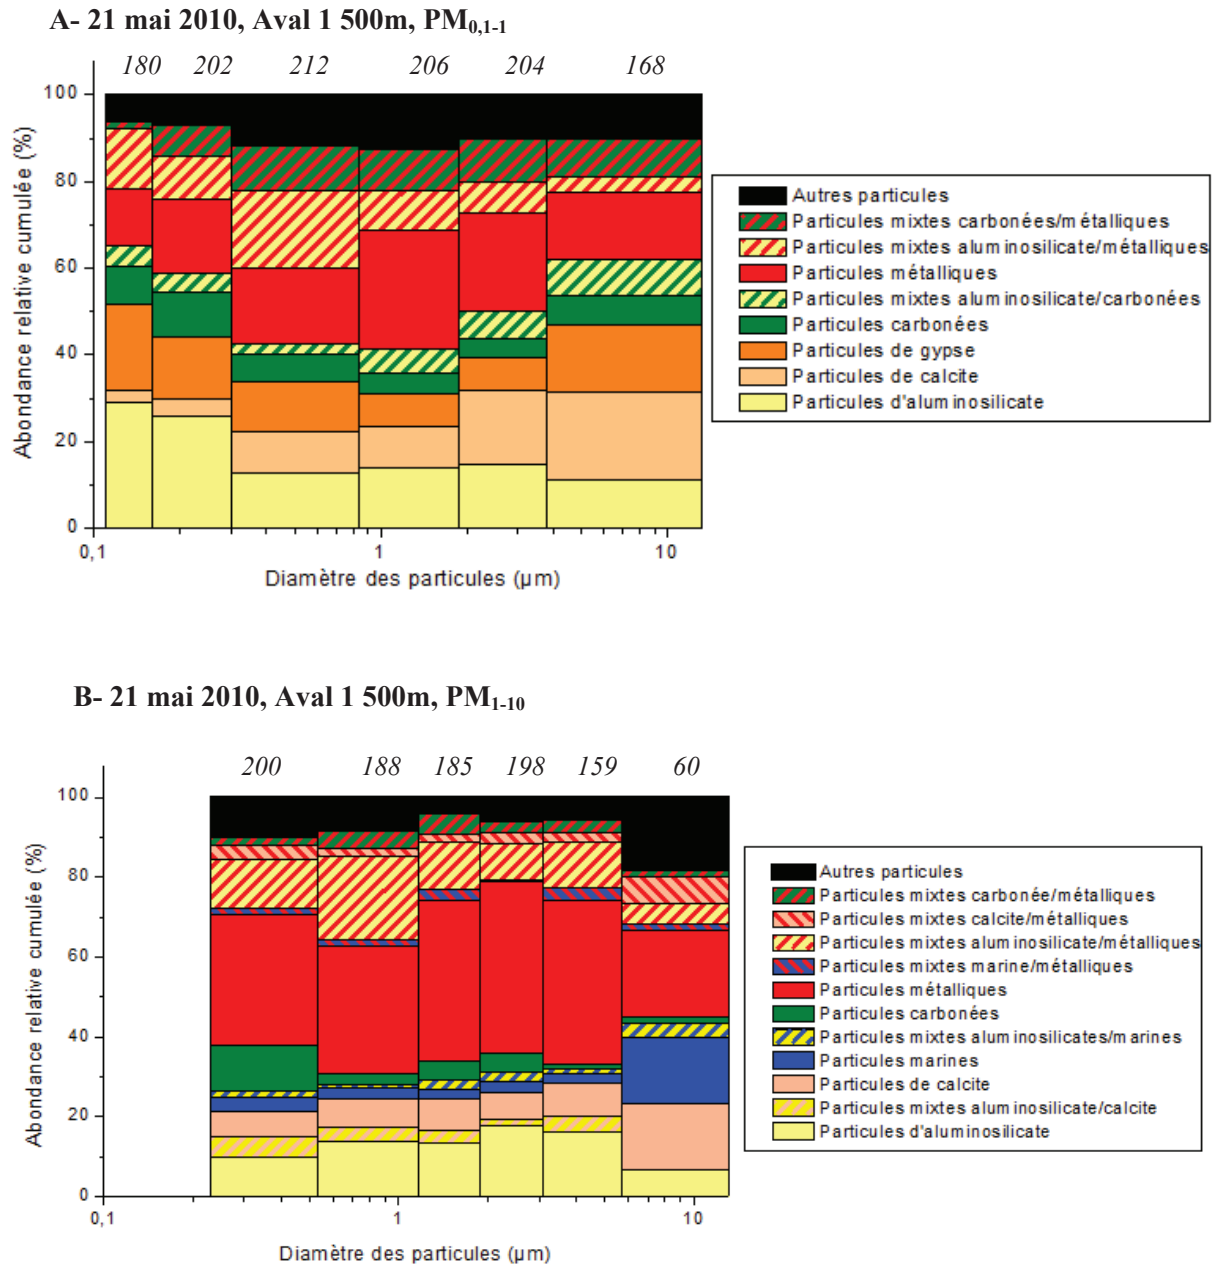 A- 21 mai 2010, Aval 1 500m, PM0,1-1
180 202 212 206 204 168
100
80
60
40
20
0
Abondance relative cumulée (%)
0,1 1 10
Diamètre des particules (µm)
Autres particules
Particules mixtes carbonées/métalliques
Particules mixtes aluminosilicate/métalliques
Particules métalliques
Particules mixtes aluminosilicate/carbonées
Particules carbonées
Particules de gypse
Particules de calcite
Particules d'aluminosilicate
B- 21 mai 2010, Aval 1 500m, PM1-10
200 188 185 198 159 60
100
80
60
40
20
0
Abondance relative cumulée (%)
0,1 1 10
Diamètre des particules (µm)
Autres particules
Particules mixtes carbonée/métalliques
Particules mixtes calcite/métalliques
Particules mixtes aluminosilicate/métalliques
Particules mixtes marine/métalliques
Particules métalliques
Particules carbonées
Particules mixtes aluminosilicates/marines
Particules marines
Particules de calcite
Particules mixtes aluminosilicate/calcite
Particules d'aluminosilicate